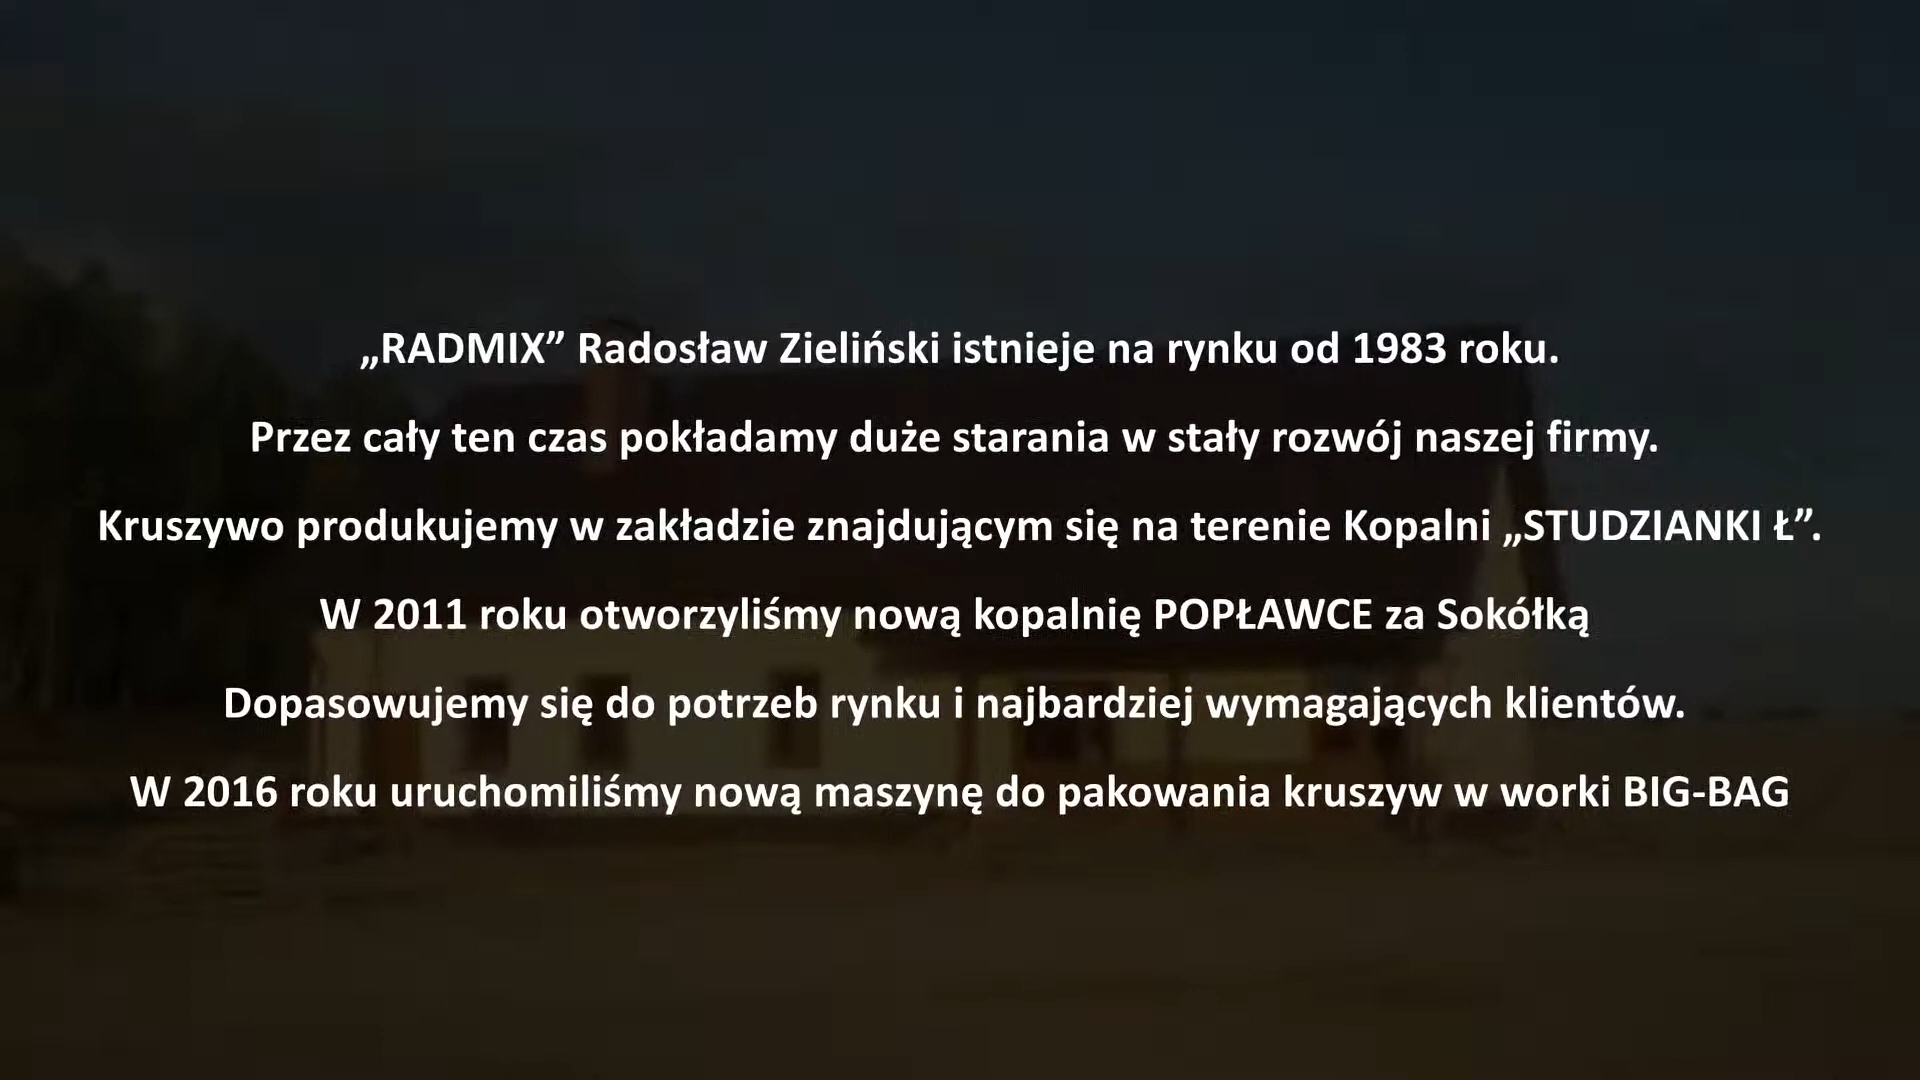 „RADMIX” Radosław Zieliński istnieje na rynku od 1983 roku.
Przez cały ten czas pokładamy duże starania w stały rozwój naszej firmy.
Kruszywo produkujemy w zakładzie znajdującym się na terenie Kopalni „STUDZIANKI Ł”.
W 2011 roku otworzyliśmy nową kopalnię POPŁAWCE za Sokółką
Dopasowujemy się do potrzeb rynku i najbardziej wymagających klientów.
W 2016 roku uruchomiliśmy nową maszynę do pakowania kruszyw w worki BIG-BAG